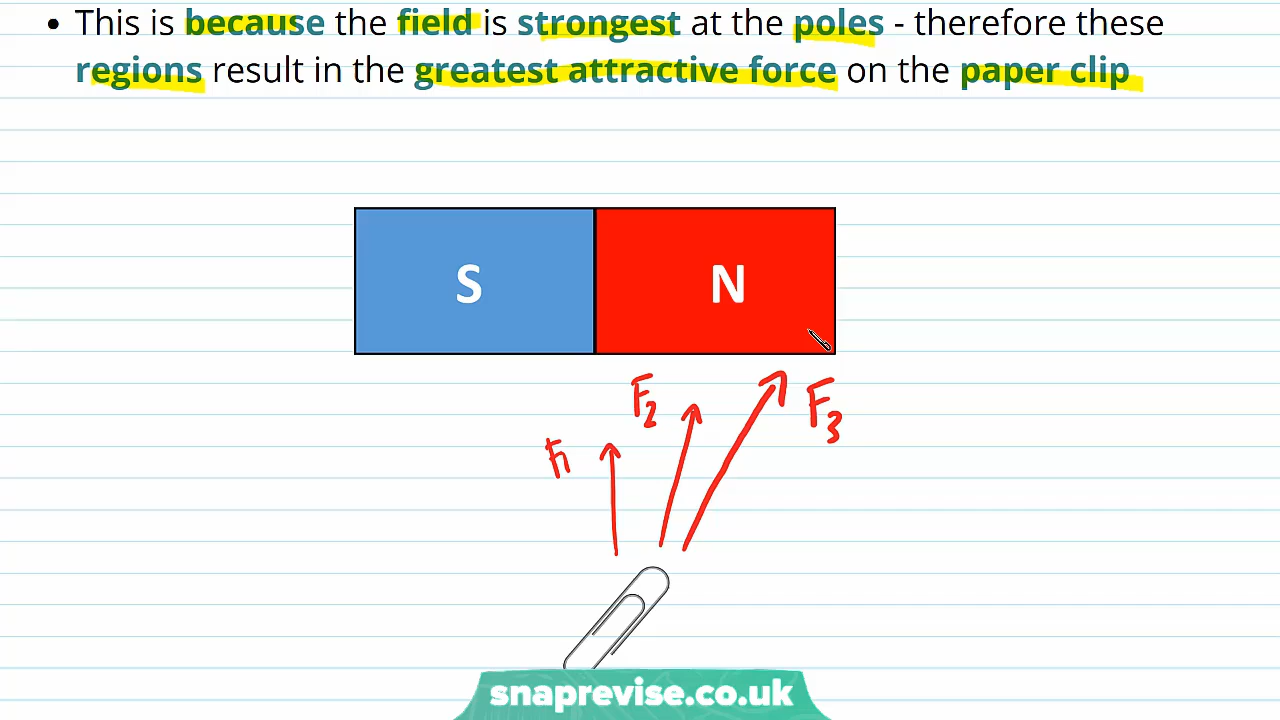 • This is because the field is strongest at the poles - therefore these
regions result in the greatest attractive force on the paper clip
S N
F2 F3
F1
snaprevise.co.uk